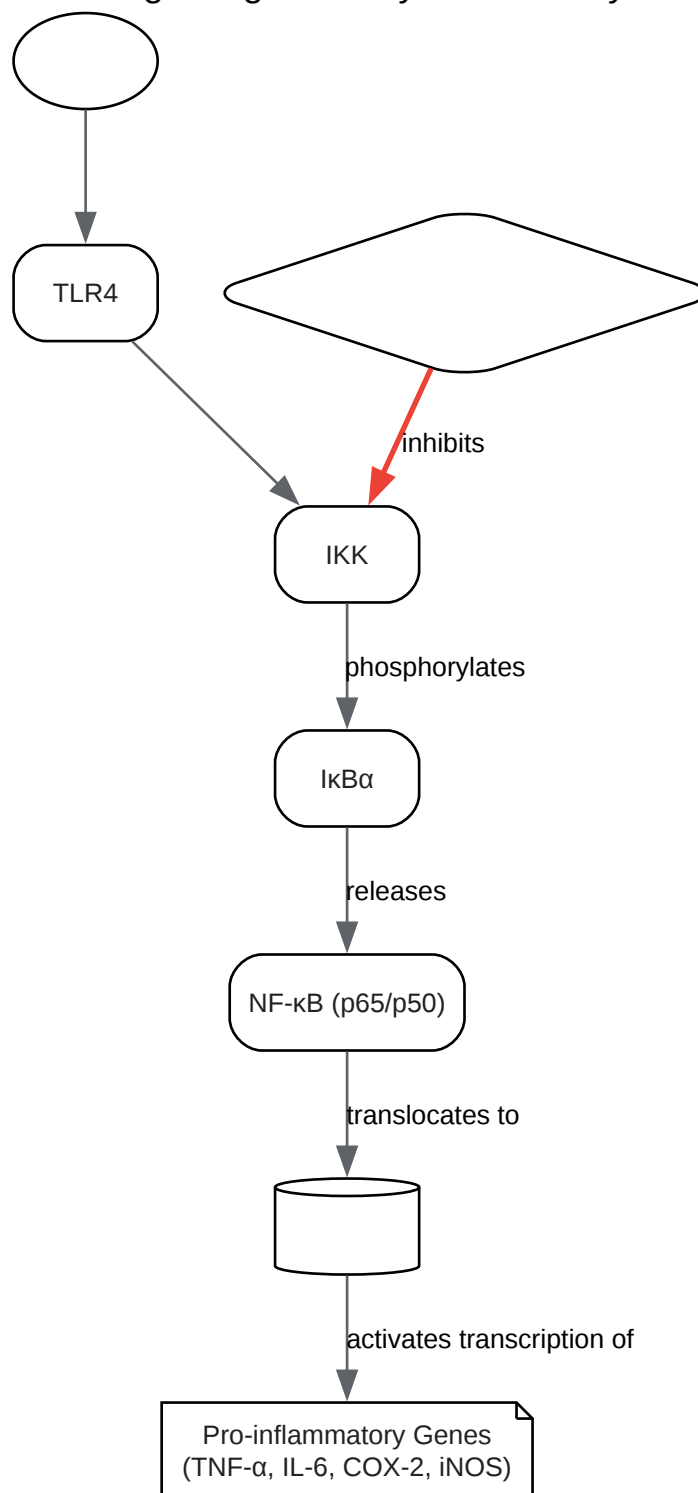 TLR4
inhibits
IKK
phosphorylates
IκBα
releases
NF-κB (p65/p50)
translocates to
activates transcription of
Pro-inflammatory Genes
(TNF-α, IL-6, COX-2, iNOS)